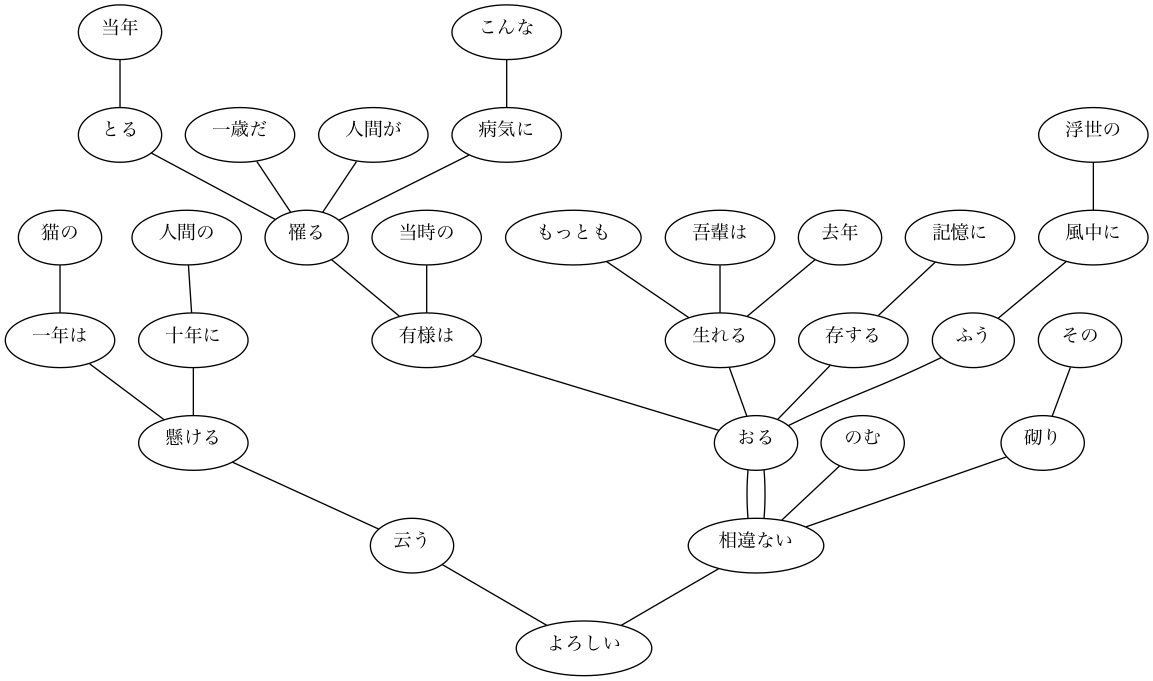 当年
こんな
とる
一歳だ
人間が
病気に
浮世の
猫の
人間の
罹る
当時の
もっとも
吾輩は
去年
記憶に
風中に
一年は
十年に
有様は
生れる
存する
ふう
その
懸ける
おる
のむ
砌り
云う
相違ない
よろしい